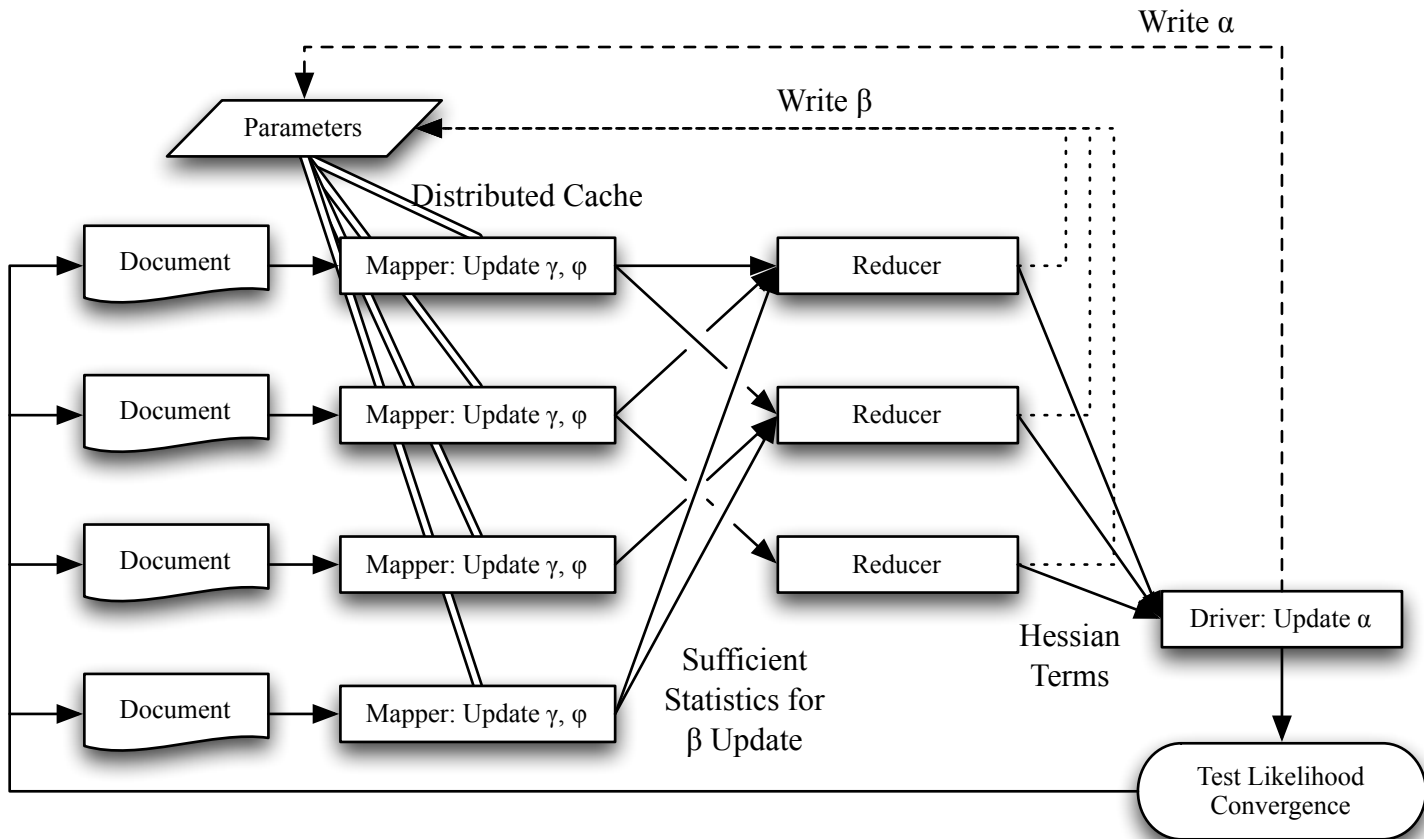 Write α
Write β
Parameters
Distributed Cache
Document
Mapper: Update γ, φ
Reducer
Document
Mapper: Update γ, φ
Reducer
Document
Mapper: Update γ, φ
Reducer
Driver: Update α
Hessian
Terms
Sufficient
Statistics for
β Update
Document
Mapper: Update γ, φ
Test Likelihood
Convergence